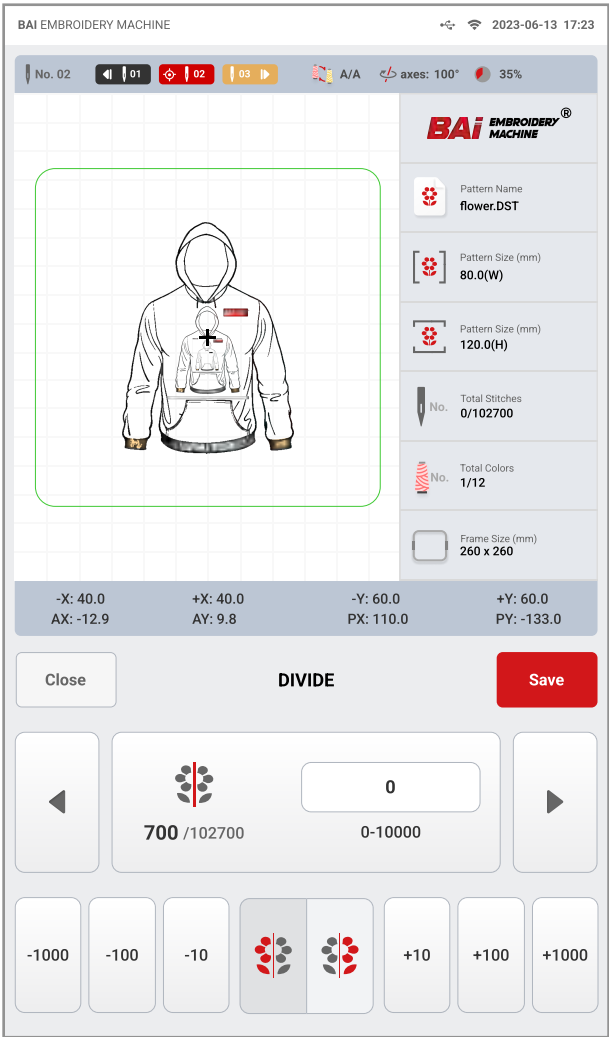 BAI EMBROIDERY MACHINE
2023-06-13 17:23
No. 02
01
02
03
A/A
axes: 100°
35%
BAi EMBROIDERY MACHINE ®
Pattern Name
flower.DST
Pattern Size (mm)
80.0(W)
Pattern Size (mm)
120.0(H)
No.
Total Stitches
0/102700
No.
Total Colors
1/12
Frame Size (mm)
260 x 260
-X: 40.0 +X: 40.0 -Y: 60.0 +Y: 60.0
AX: -12.9 AY: 9.8 PX: 110.0 PY: -133.0
Close
DIVIDE
Save
0
700 /102700
0-10000
-1000
-100
-10
+10
+100
+1000